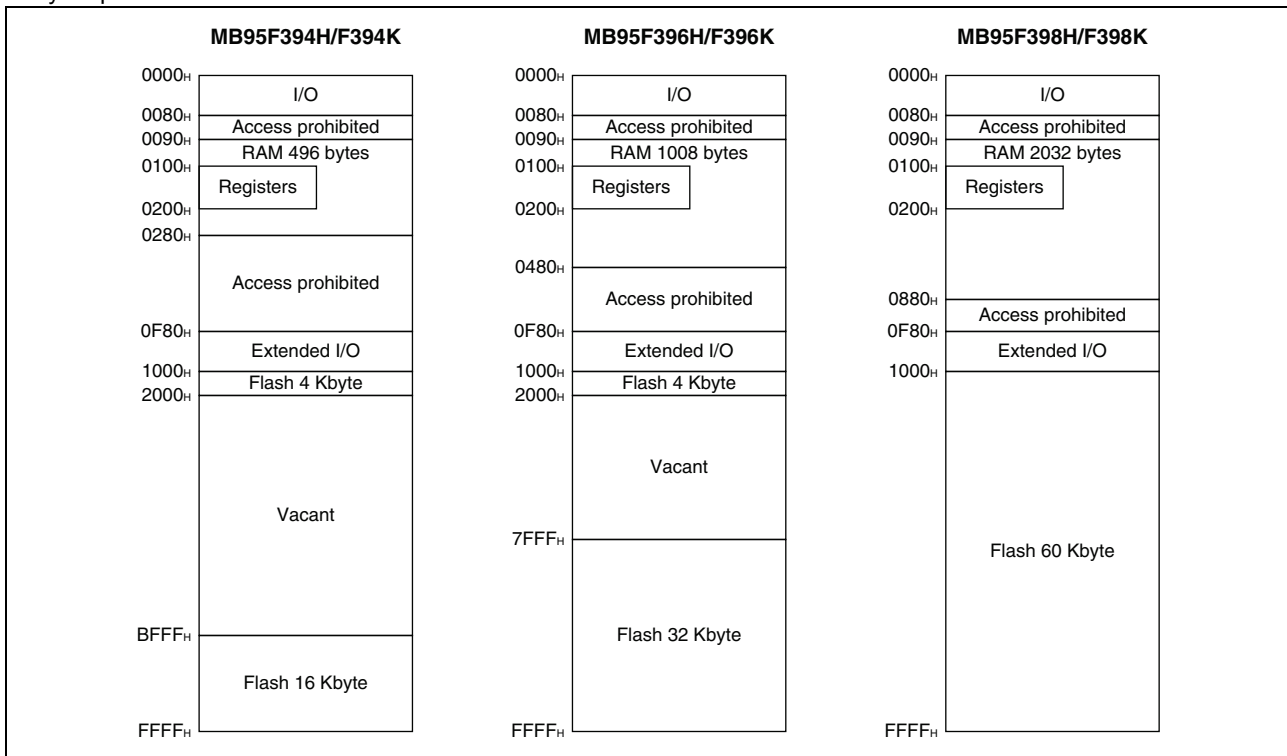 MB95F394H/F394K
0000H
I/O
0080H
Access prohibited
0090H
RAM 496 bytes
0100H
Registers
0200H
0280H
Access prohibited
0F80H
Extended I/O
1000H
Flash 4 Kbyte
2000H
Vacant
BFFFH
Flash 16 Kbyte
FFFFH
MB95F396H/F396K
0000H
I/O
0080H
Access prohibited
0090H
RAM 1008 bytes
0100H
Registers
0200H
0480H
Access prohibited
0F80H
Extended I/O
1000H
Flash 4 Kbyte
2000H
Vacant
7FFFH
Flash 32 Kbyte
FFFFH
MB95F398H/F398K
0000H
I/O
0080H
Access prohibited
0090H
RAM 2032 bytes
0100H
Registers
0200H
0880H
Access prohibited
0F80H
Extended I/O
1000H
Flash 60 Kbyte
FFFFH